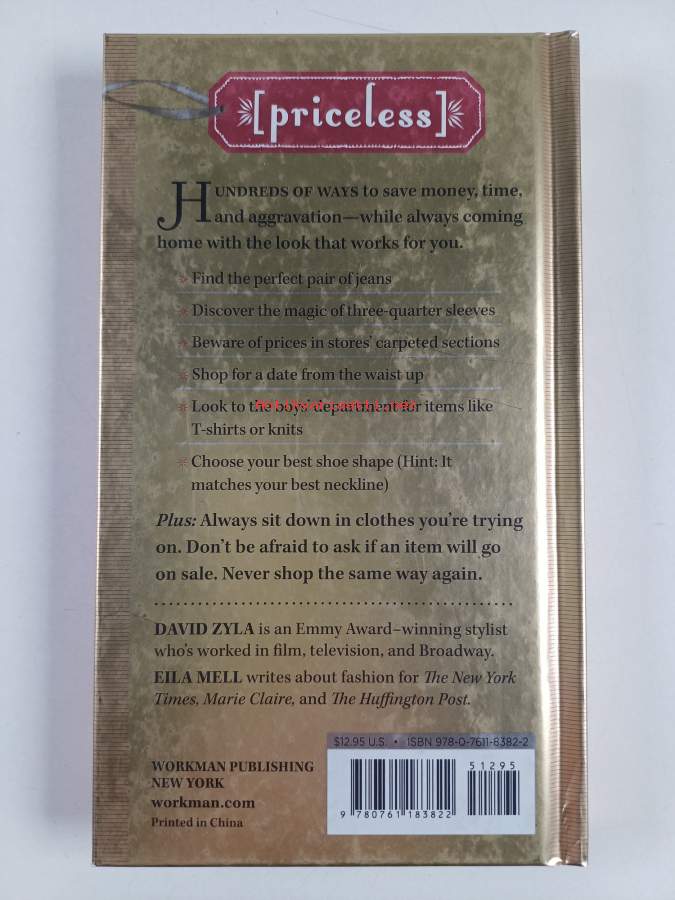 [priceless]
HUNDREDS OF WAYS to save money, time,
and aggravation—while always coming
home with the look that works for you.
Find the perfect pair of jeans
Discover the magic of three-quarter sleeves
Beware of prices in stores' carpeted sections
Shop for a date from the waist up
Look to the boys' department for items like
T-shirts or knits
Choose your best shoe shape (Hint: It
matches your best neckline)
Plus: Always sit down in clothes you're trying
on. Don't be afraid to ask if an item will go
on sale. Never shop the same way again.
DAVID ZYLA is an Emmy Award–winning stylist
who's worked in film, television, and Broadway.
EILA MELL writes about fashion for The New York
Times, Marie Claire, and The Huffington Post.
$12.95 U.S. • ISBN 978-0-7611-8382-2
51295
9 780761 183822
WORKMAN PUBLISHING
NEW YORK
workman.com
Printed in China